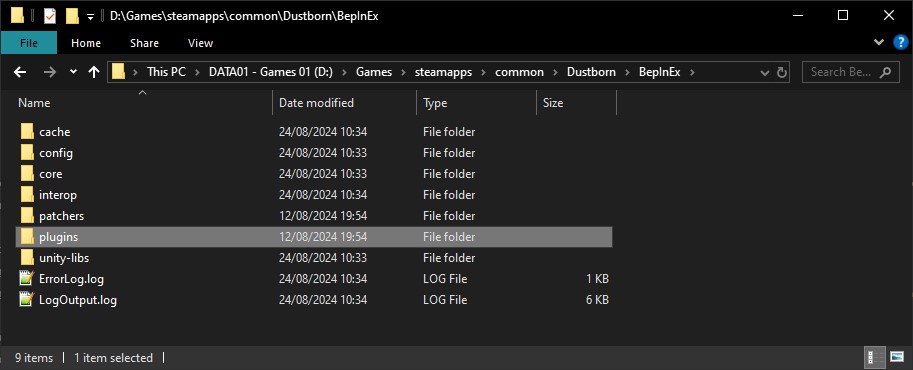 D:\Games\steamapps\common\Dustborn\BepInEx
File Home Share View
This PC DATA01 - Games 01 (D:) Games steamapps common Dustborn BepInEx Search Be...
Name Date modified Type Size
cache 24/08/2024 10:34 File folder
config 24/08/2024 10:33 File folder
core 24/08/2024 10:33 File folder
interop 24/08/2024 10:34 File folder
patchers 12/08/2024 19:54 File folder
plugins 12/08/2024 19:54 File folder
unity-libs 24/08/2024 10:33 File folder
ErrorLog.log 24/08/2024 10:34 LOG File 1 KB
LogOutput.log 24/08/2024 10:34 LOG File 6 KB
9 items 1 item selected